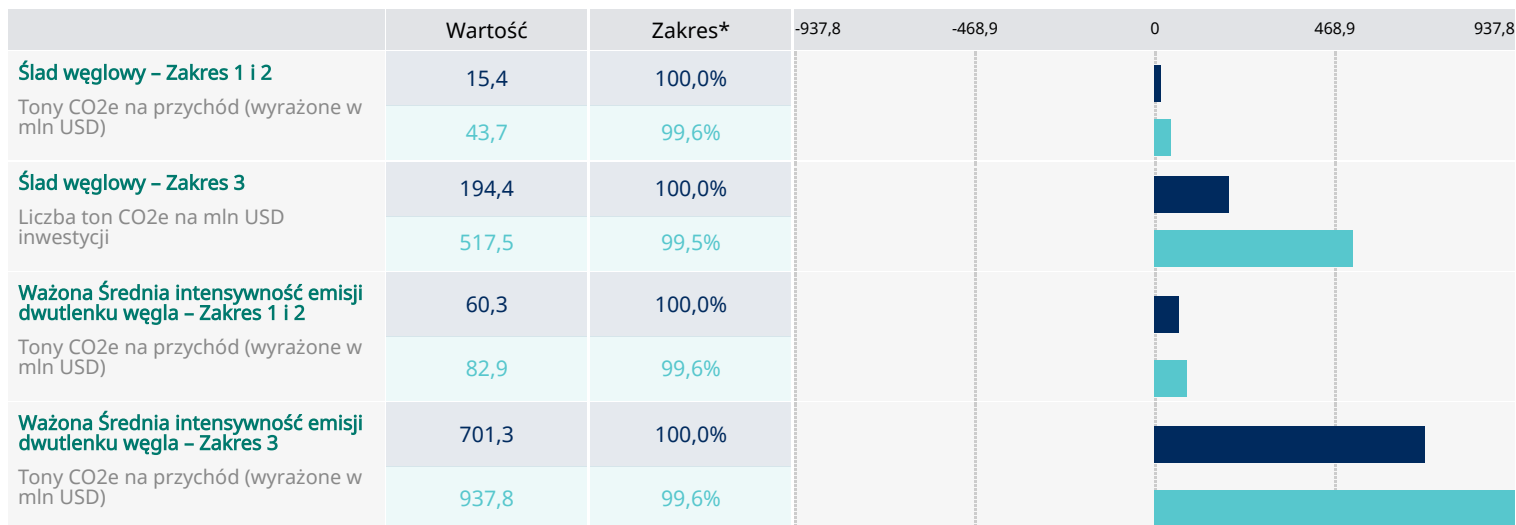 Wartość Zakres* -937,8 -468,9 0 468,9 937,8
Ślad węglowy – Zakres 1 i 2
Tony CO2e na przychód (wyrażone w
mln USD)
15,4 100,0%
43,7 99,6%
Ślad węglowy – Zakres 3
Liczba ton CO2e na mln USD
inwestycji
194,4 100,0%
517,5 99,5%
Ważona Średnia intensywność emisji
dwutlenku węgla – Zakres 1 i 2
Tony CO2e na przychód (wyrażone w
mln USD)
60,3 100,0%
82,9 99,6%
Ważona Średnia intensywność emisji
dwutlenku węgla – Zakres 3
Tony CO2e na przychód (wyrażone w
mln USD)
701,3 100,0%
937,8 99,6%